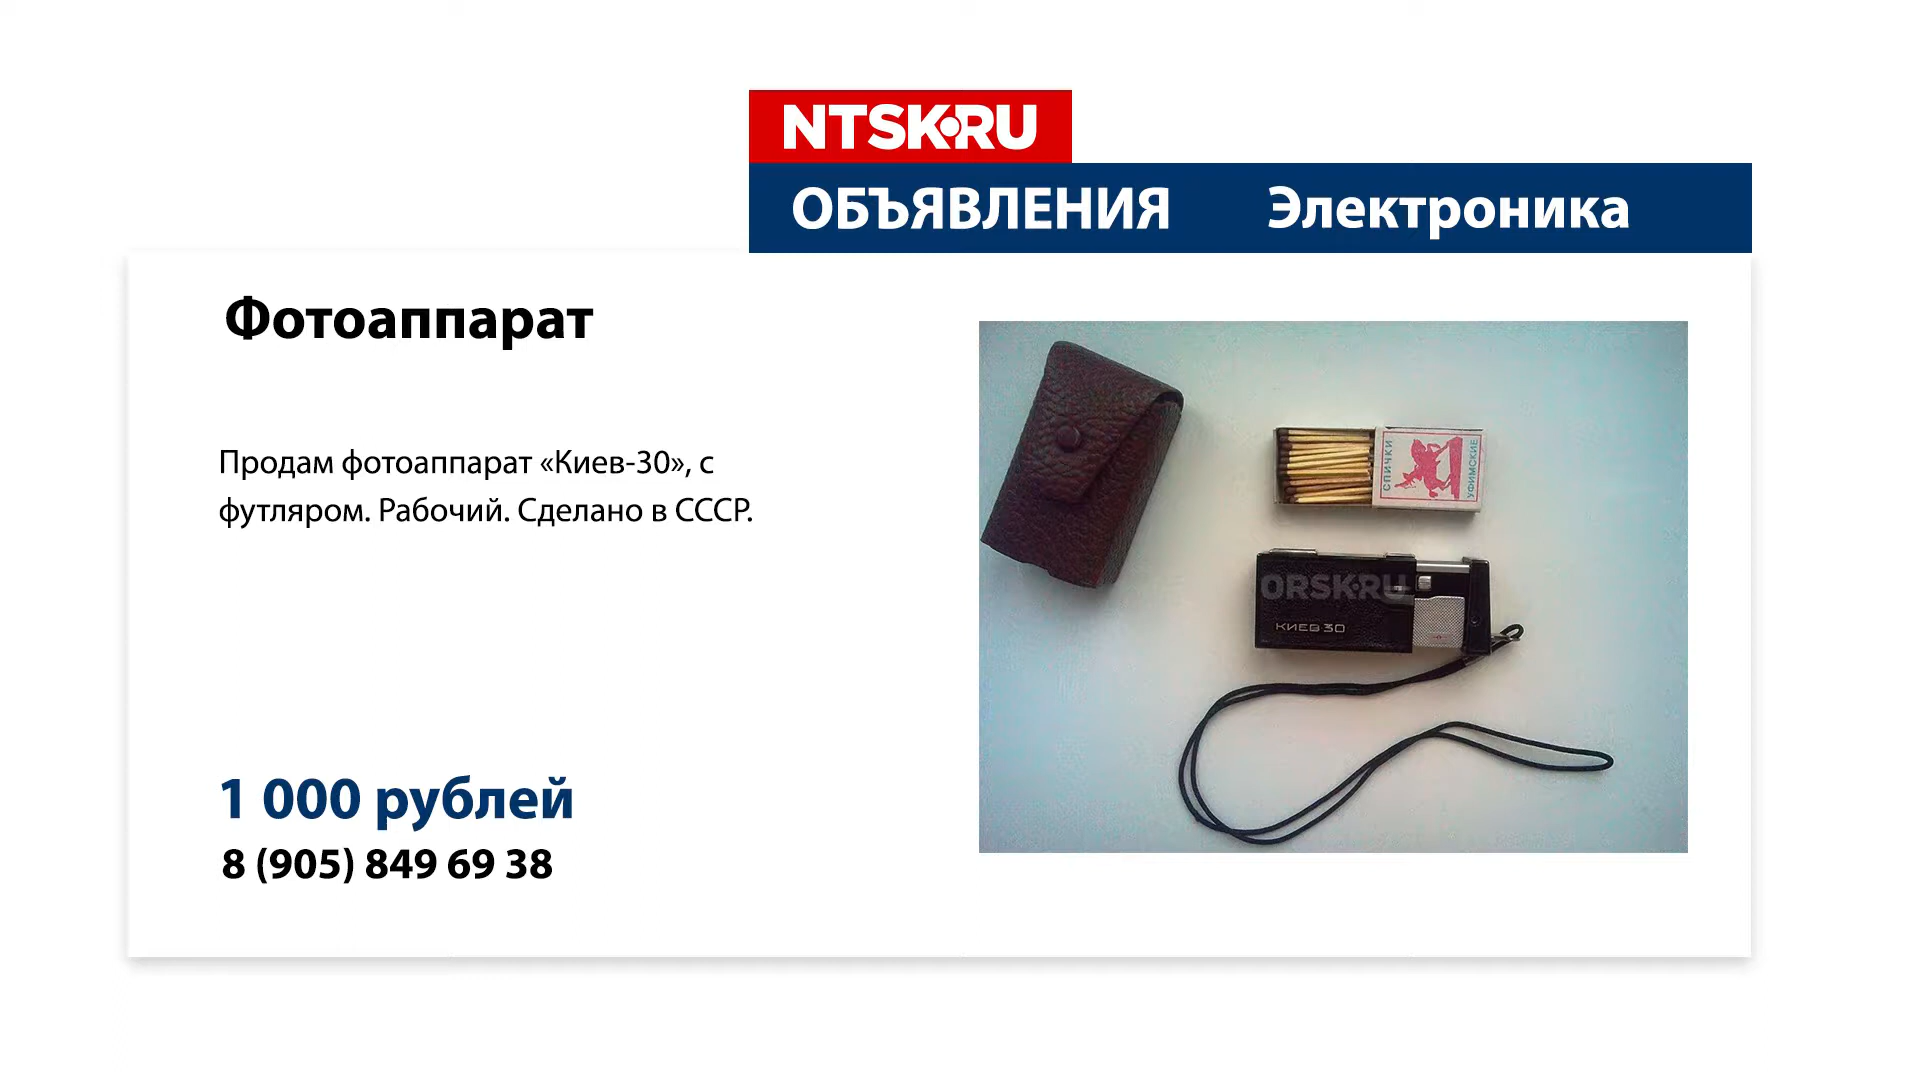 NTSK•RU
ОБЪЯВЛЕНИЯ Электроника
Фотоаппарат
Продам фотоаппарат «Киев-30», с
футляром. Рабочий. Сделано в СССР.
1 000 рублей
8 (905) 849 69 38
СПИЧКИ
УФИМСКИЕ
ORSK•RU
КИЕВ 30